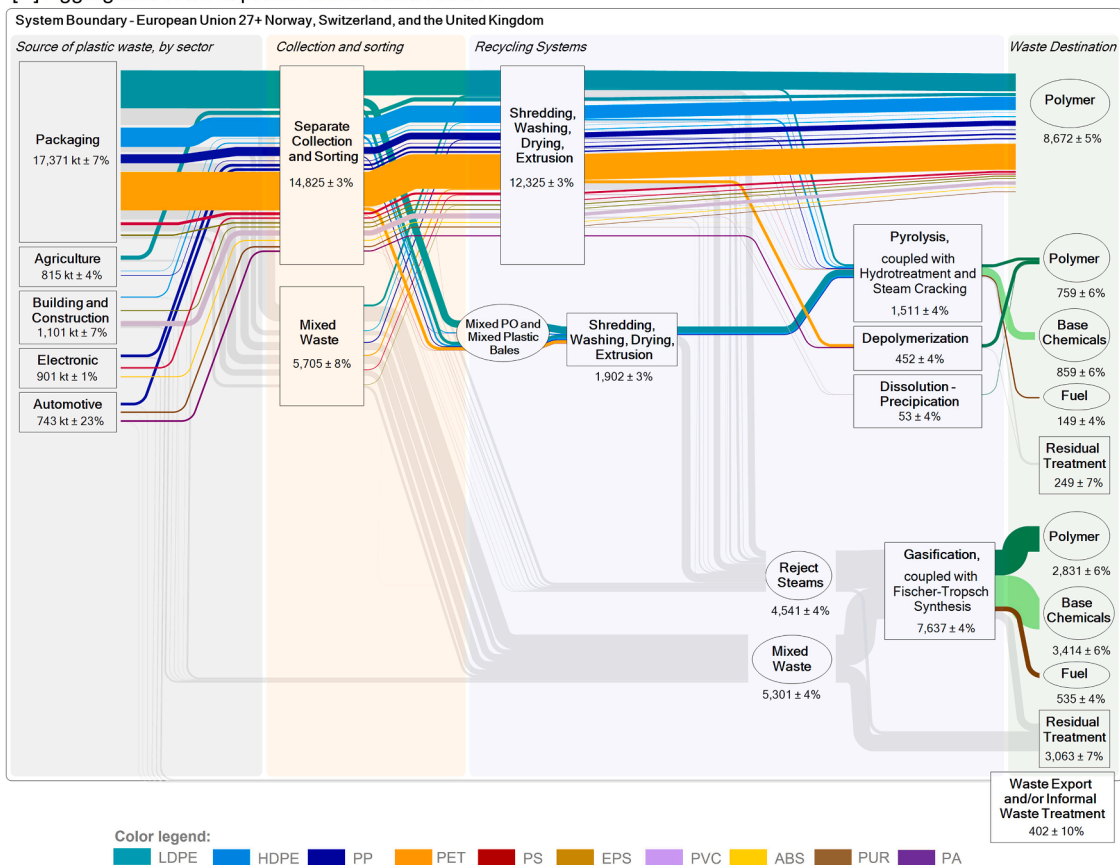 System Boundary - European Union 27+ Norway, Switzerland, and the United Kingdom
Source of plastic waste, by sector
Collection and sorting
Recycling Systems
Waste Destination
Packaging
17,371 kt ± 7%
Agriculture
815 kt ± 4%
Building and
Construction
1,101 kt ± 7%
Electronic
901 kt ± 1%
Automotive
743 kt ± 23%
Separate
Collection
and Sorting
14,825 ± 3%
Mixed
Waste
5,705 ± 8%
Shredding,
Washing,
Drying,
Extrusion
12,325 ± 3%
Mixed PO and
Mixed Plastic
Bales
Shredding,
Washing, Drying,
Extrusion
1,902 ± 3%
Pyrolysis,
coupled with
Hydrotreatment and
Steam Cracking
1,511 ± 4%
Depolymerization
452 ± 4%
Dissolution -
Precipication
53 ± 4%
Reject
Steams
4,541 ± 4%
Mixed
Waste
5,301 ± 4%
Gasification,
coupled with
Fischer-Tropsch
Synthesis
7,637 ± 4%
Polymer
8,672 ± 5%
Polymer
759 ± 6%
Base
Chemicals
859 ± 6%
Fuel
149 ± 4%
Residual
Treatment
249 ± 7%
Polymer
2,831 ± 6%
Base
Chemicals
3,414 ± 6%
Fuel
535 ± 4%
Residual
Treatment
3,063 ± 7%
Waste Export
and/or Informal
Waste Treatment
402 ± 10%
Color legend:
LDPE HDPE PP PET PS EPS PVC ABS PUR PA